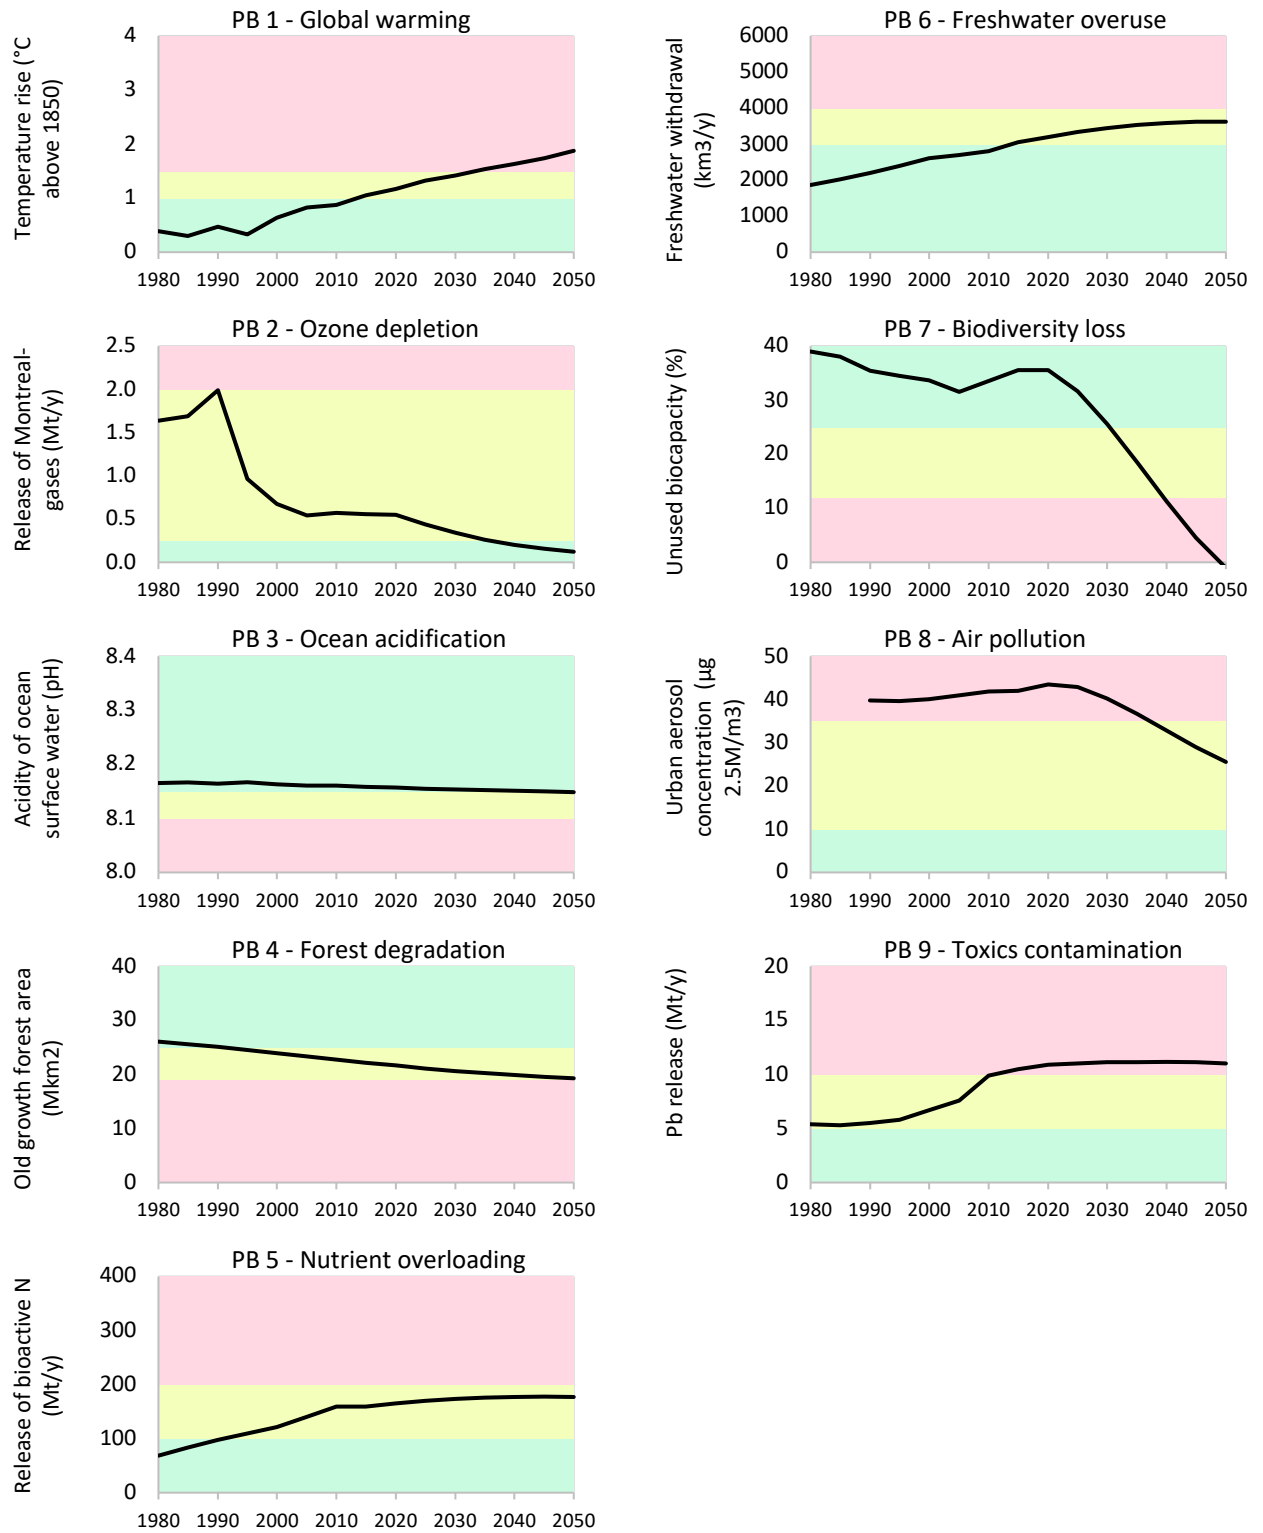 PB 1 - Global warming
Temperature rise (°C
above 1850)
4
3
2
1
0
1980 1990 2000 2010 2020 2030 2040 2050
PB 6 - Freshwater overuse
Freshwater withdrawal
(km3/y)
6000
5000
4000
3000
2000
1000
0
1980 1990 2000 2010 2020 2030 2040 2050
PB 2 - Ozone depletion
Release of Montreal-
gases (Mt/y)
2.5
2.0
1.5
1.0
0.5
0.0
1980 1990 2000 2010 2020 2030 2040 2050
PB 7 - Biodiversity loss
Unused biocapacity (%)
40
30
20
10
0
1980 1990 2000 2010 2020 2030 2040 2050
PB 3 - Ocean acidification
Acidity of ocean
surface water (pH)
8.4
8.3
8.2
8.1
8.0
1980 1990 2000 2010 2020 2030 2040 2050
PB 8 - Air pollution
Urban aerosol
concentration (µg
2.5M/m3)
50
40
30
20
10
0
1980 1990 2000 2010 2020 2030 2040 2050
PB 4 - Forest degradation
Old growth forest area
(Mkm2)
40
30
20
10
0
1980 1990 2000 2010 2020 2030 2040 2050
PB 9 - Toxics contamination
Pb release (Mt/y)
20
15
10
5
0
1980 1990 2000 2010 2020 2030 2040 2050
PB 5 - Nutrient overloading
Release of bioactive N
(Mt/y)
400
300
200
100
0
1980 1990 2000 2010 2020 2030 2040 2050